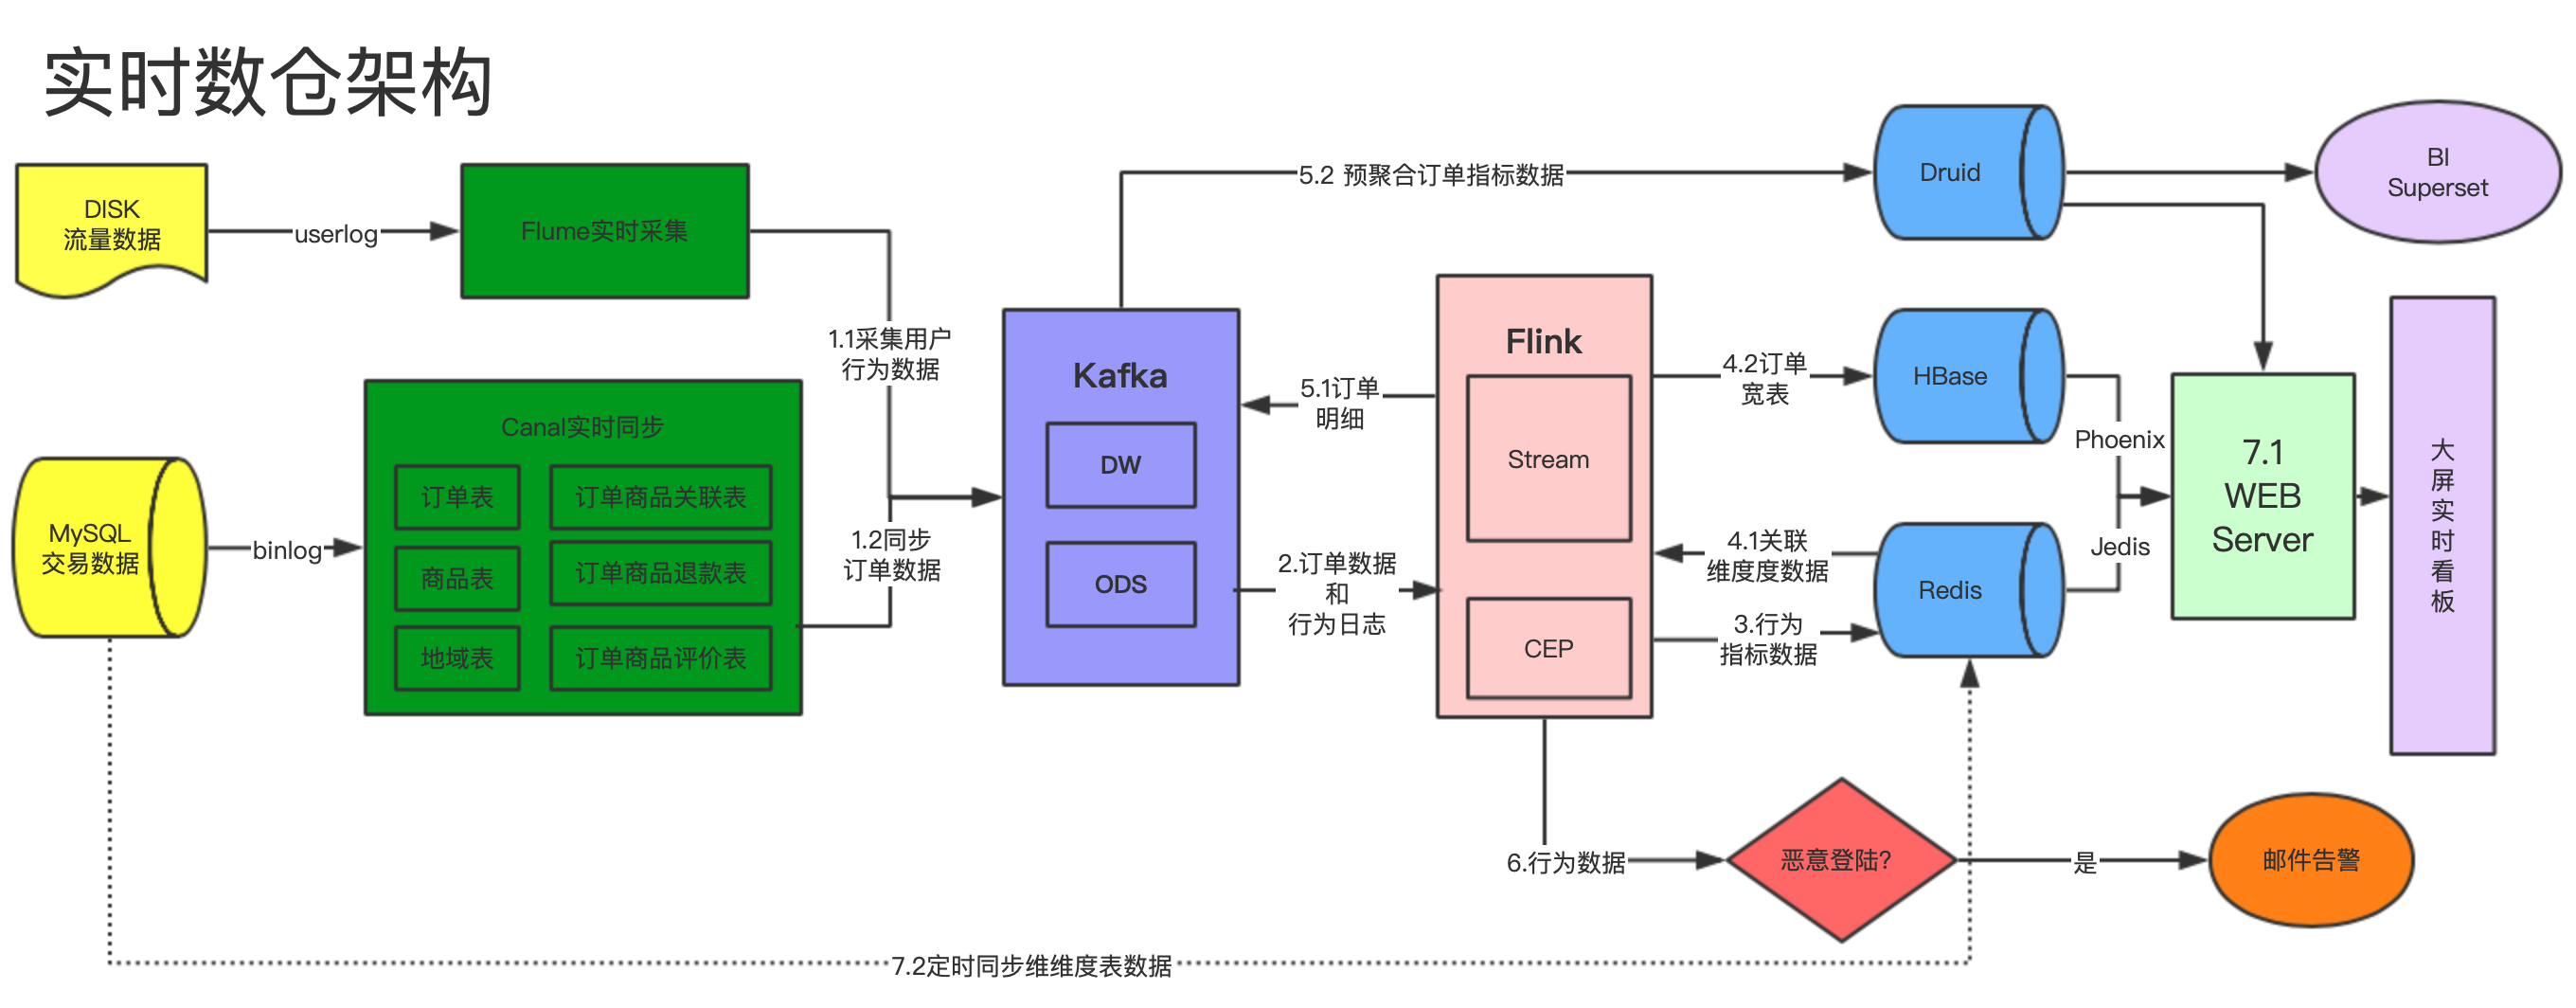 实时数仓架构
DISK
流量数据
userlog
Flume实时采集
1.1采集用户
行为数据
MySQL
交易数据
binlog
Canal实时同步
订单表
订单商品关联表
商品表
订单商品退款表
地域表
订单商品评价表
1.2同步
订单数据
Kafka
DW
ODS
5.2 预聚合订单指标数据
5.1订单
明细
2.订单数据
和
行为日志
Flink
Stream
CEP
4.2订单
宽表
4.1关联
维度度数据
3.行为
指标数据
Druid
HBase
Redis
BI
Superset
Phoenix
Jedis
7.1
WEB
Server
大
屏
实
时
看
板
6.行为数据
恶意登陆?
是
邮件告警
7.2定时同步维维度表数据